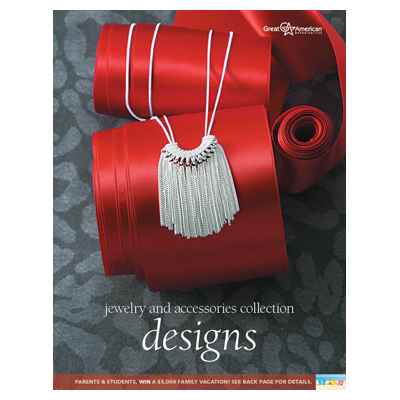 Great American
OPPORTUNITIES
jewelry and accessories collection
designs
PARENTS & STUDENTS, WIN A $5,000 FAMILY VACATION! SEE BACK PAGE FOR DETAILS.